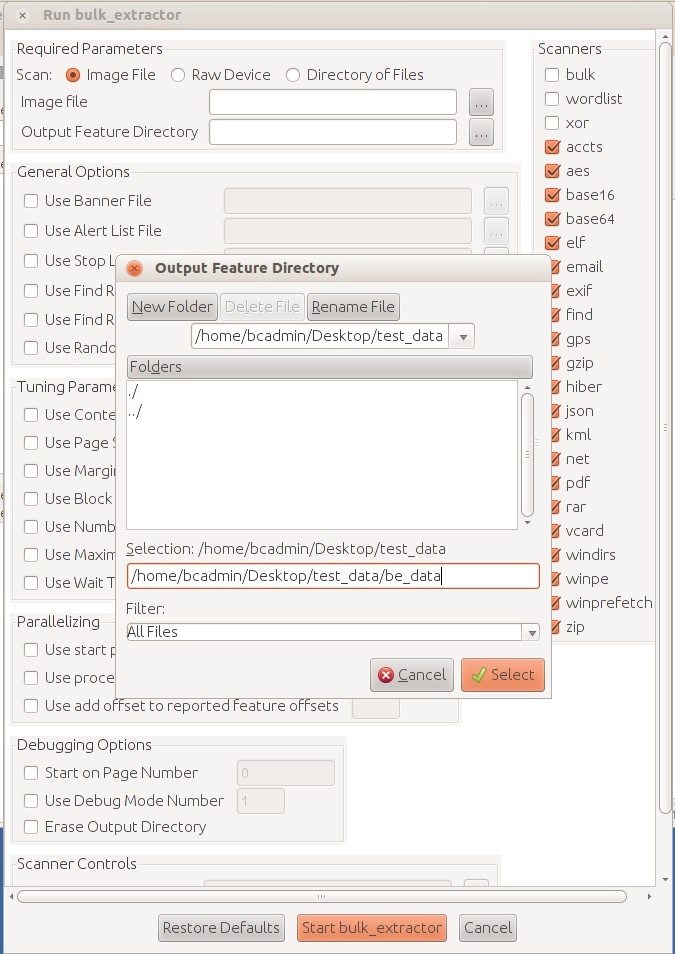 Run bulk_extractor
Required Parameters
Scan: Image File Raw Device Directory of Files
Image file ...
Output Feature Directory ...
General Options
Use Banner File ...
Use Alert List File ...
Use Stop L
Use Find R
Use Find R
Use Rando
Tuning Parame
Use Conte
Use Page S
Use Margi
Use Block
Use Numb
Use Maxim
Use Wait T
Parallelizing
Use start p
Use proce
Use add offset to reported feature offsets
Debugging Options
Start on Page Number 0
Use Debug Mode Number 1
Erase Output Directory
Scanner Controls
Scanners
bulk
wordlist
xor
accts
aes
base16
base64
elf
email
exif
find
gps
gzip
hiber
json
kml
net
pdf
rar
vcard
windirs
winpe
winprefetch
zip
Output Feature Directory
New Folder Delete File Rename File
/home/bcadmin/Desktop/test_data
Folders
./
../
Selection: /home/bcadmin/Desktop/test_data
/home/bcadmin/Desktop/test_data/be_data
Filter:
All Files
Cancel Select
Restore Defaults Start bulk_extractor Cancel